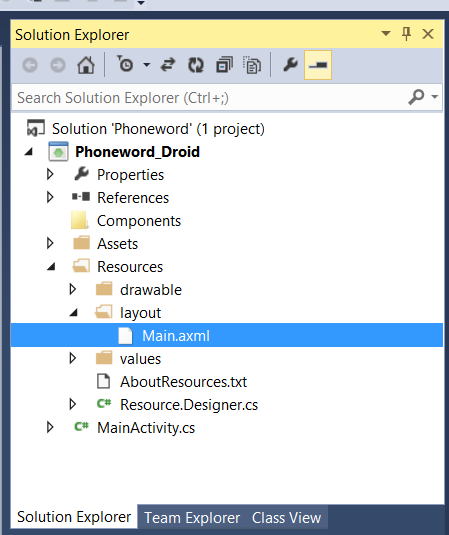 Solution Explorer
Search Solution Explorer (Ctrl+;)
Solution 'Phoneword' (1 project)
Phoneword_Droid
Properties
C# References
Components
Assets
Resources
drawable
layout
Main.axml
values
AboutResources.txt
C# Resource.Designer.cs
C# MainActivity.cs
Solution Explorer Team Explorer Class View